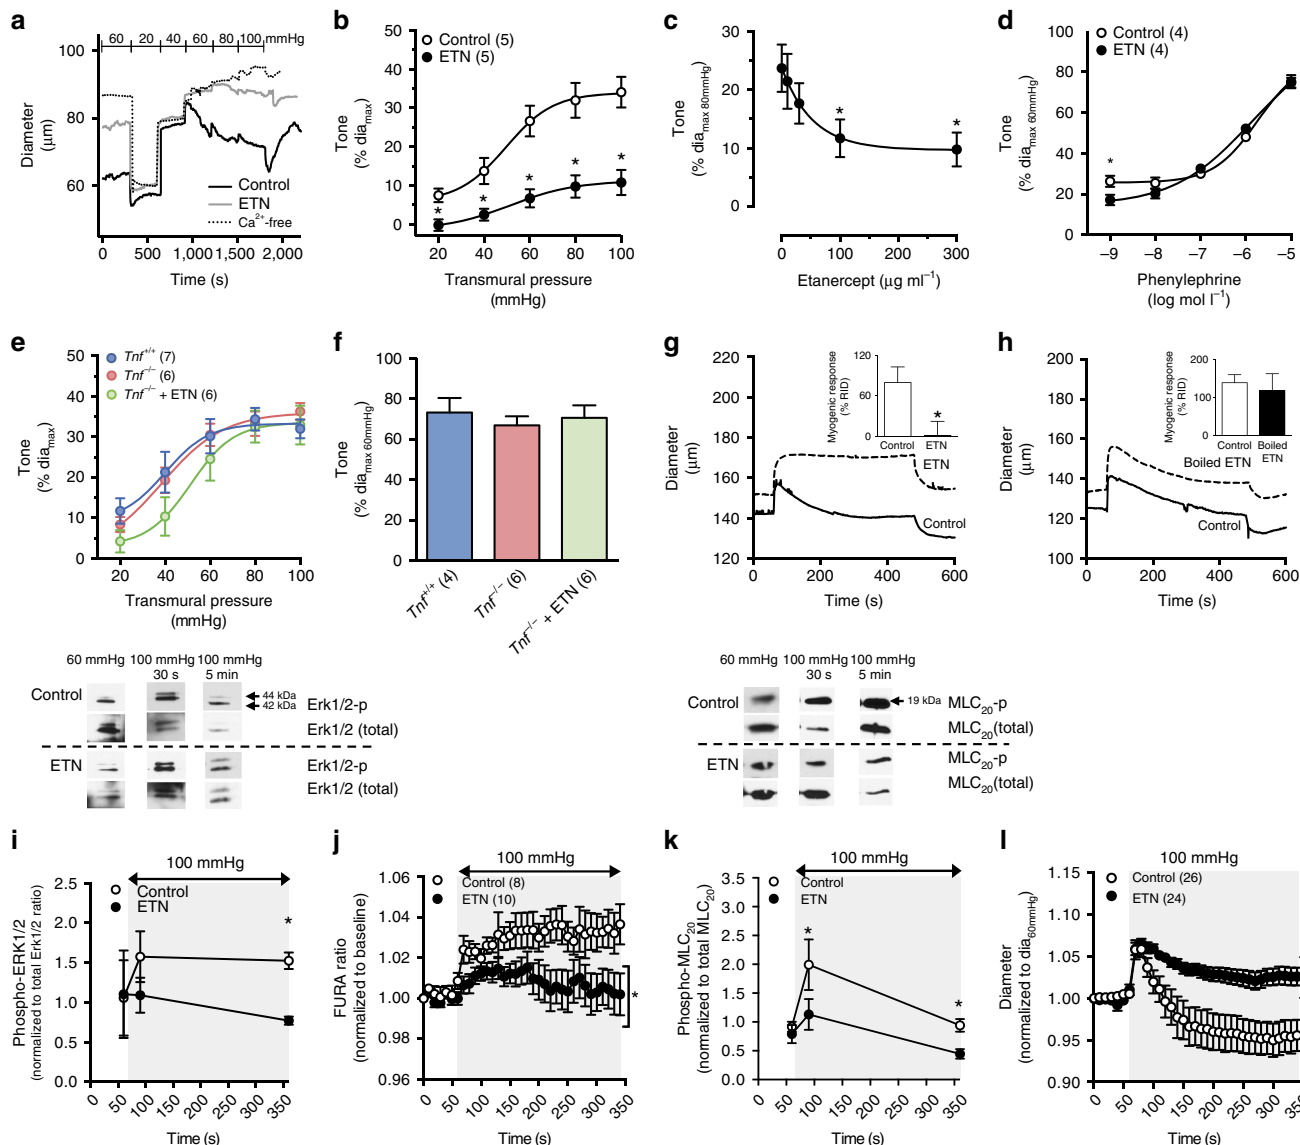 a
60 20 40 60 80 100 mmHg
100
80
60
Diameter
(μm)
Control
ETN
Ca2+-free
0 500 1,000 1,500 2,000
Time (s)
b
Control (5)
ETN (5)
50
40
30
20
10
0
Tone
(% diamax)
* * * * *
20 40 60 80 100
Transmural pressure
(mmHg)
c
30
20
10
0
Tone
(% diamax 80mmHg)
* *
0 100 200 300
Etanercept (μg ml−1)
d
Control (4)
ETN (4)
100
80
60
40
20
0
Tone
(% diamax 60mmHg)
*
−9 −8 −7 −6 −5
Phenylephrine
(log mol l−1)
e
Tnf+/+ (7)
Tnf−/− (6)
Tnf−/− + ETN (6)
50
40
30
20
10
0
Tone
(% diamax)
20 40 60 80 100
Transmural pressure
(mmHg)
f
100
80
60
40
20
0
Tone
(% diamax 60mmHg)
Tnf+/+ (4)
Tnf−/− (6)
Tnf−/− + ETN (6)
g
220
200
180
160
140
120
Diameter
(μm)
120
60
0
Myogenic response
(% RID)
*
Control ETN
ETN
Control
0 200 400 600
Time (s)
h
200
180
160
140
120
100
Diameter
(μm)
200
100
0
Myogenic response
(% RID)
Control Boiled
ETN
Boiled ETN
Control
0 200 400 600
Time (s)
60 mmHg 100 mmHg 100 mmHg
30 s 5 min
Control
44 kDa
42 kDa
Erk1/2-p
Erk1/2 (total)
ETN
Erk1/2-p
Erk1/2 (total)
60 mmHg 100 mmHg 100 mmHg
30 s 5 min
Control
19 kDa
MLC20-p
MLC20(total)
ETN
MLC20-p
MLC20(total)
i
100 mmHg
Control
ETN
2.5
2.0
1.5
1.0
0.5
0.0
Phospho-ERK1/2
(normalized to total Erk1/2 ratio)
*
0 50 100 150 200 250 300 350
Time (s)
j
100 mmHg
Control (8)
ETN (10)
1.06
1.04
1.02
1.00
0.98
0.96
FURA ratio
(normalized to baseline)
*
0 50 100 150 200 250 300 350
Time (s)
k
100 mmHg
Control
ETN
3.5
3.0
2.5
2.0
1.5
1.0
0.5
0.0
Phospho-MLC20
(normalized to total MLC20)
* *
0 50 100 150 200 250 300 350
Time (s)
l
100 mmHg
Control (26)
ETN (24)
1.15
1.10
1.05
1.00
0.95
0.90
Diameter
(normalized to dia60mmHg)
0 50 100 150 200 250 300 350
Time (s)